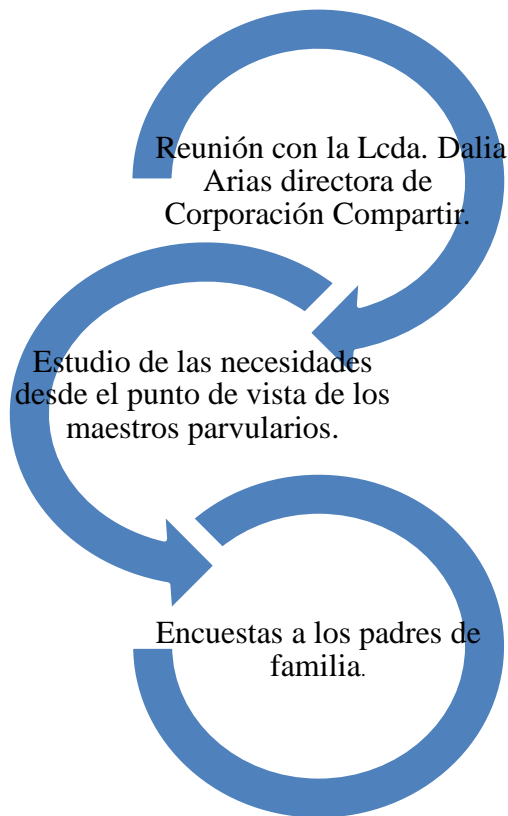 Reunión con la Lcda. Dalia
Arias directora de
Corporación Compartir.
Estudio de las necesidades
desde el punto de vista de los
maestros parvularios.
Encuestas a los padres de
familia.